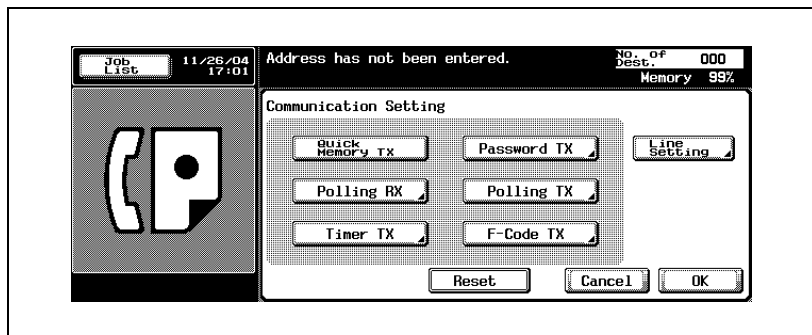 Job
List
11/26/04
17:01
Address has not been entered.
No. of
Dest.
000
Memory 99%
Communication Setting
Quick
Memory TX
Password TX
Line
Setting
Polling RX
Polling TX
Timer TX
F-Code TX
Reset
Cancel
OK